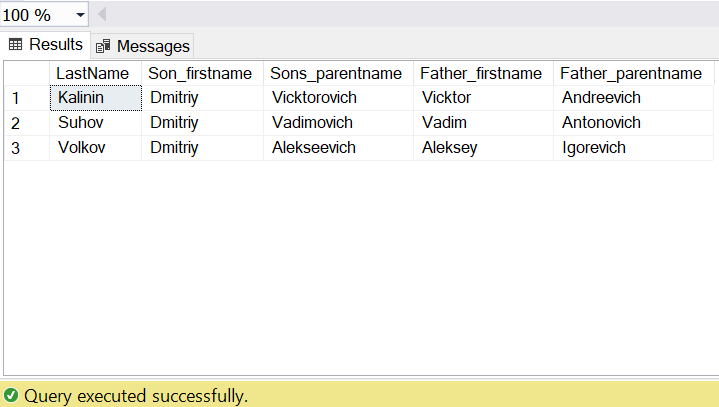 100 %
Results Messages
LastName Son_firstname Sons_parentname Father_firstname Father_parentname
1 Kalinin Dmitriy Vicktorovich Vicktor Andreevich
2 Suhov Dmitriy Vadimovich Vadim Antonovich
3 Volkov Dmitriy Alekseevich Aleksey Igorevich
Query executed successfully.